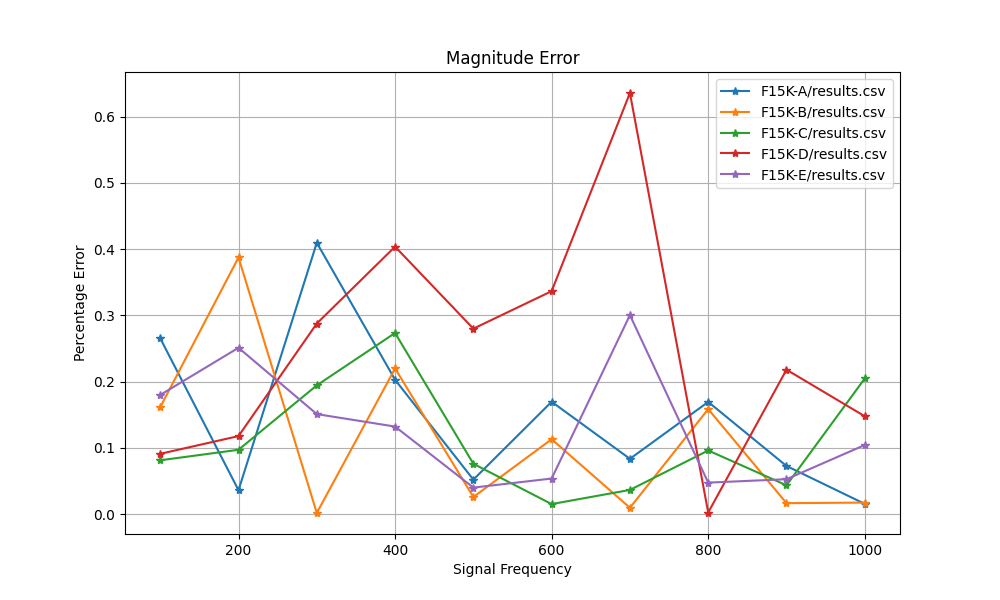 Magnitude Error
F15K-A/results.csv
F15K-B/results.csv
F15K-C/results.csv
F15K-D/results.csv
F15K-E/results.csv
Percentage Error
0.6
0.5
0.4
0.3
0.2
0.1
0.0
200 400 600 800 1000
Signal Frequency